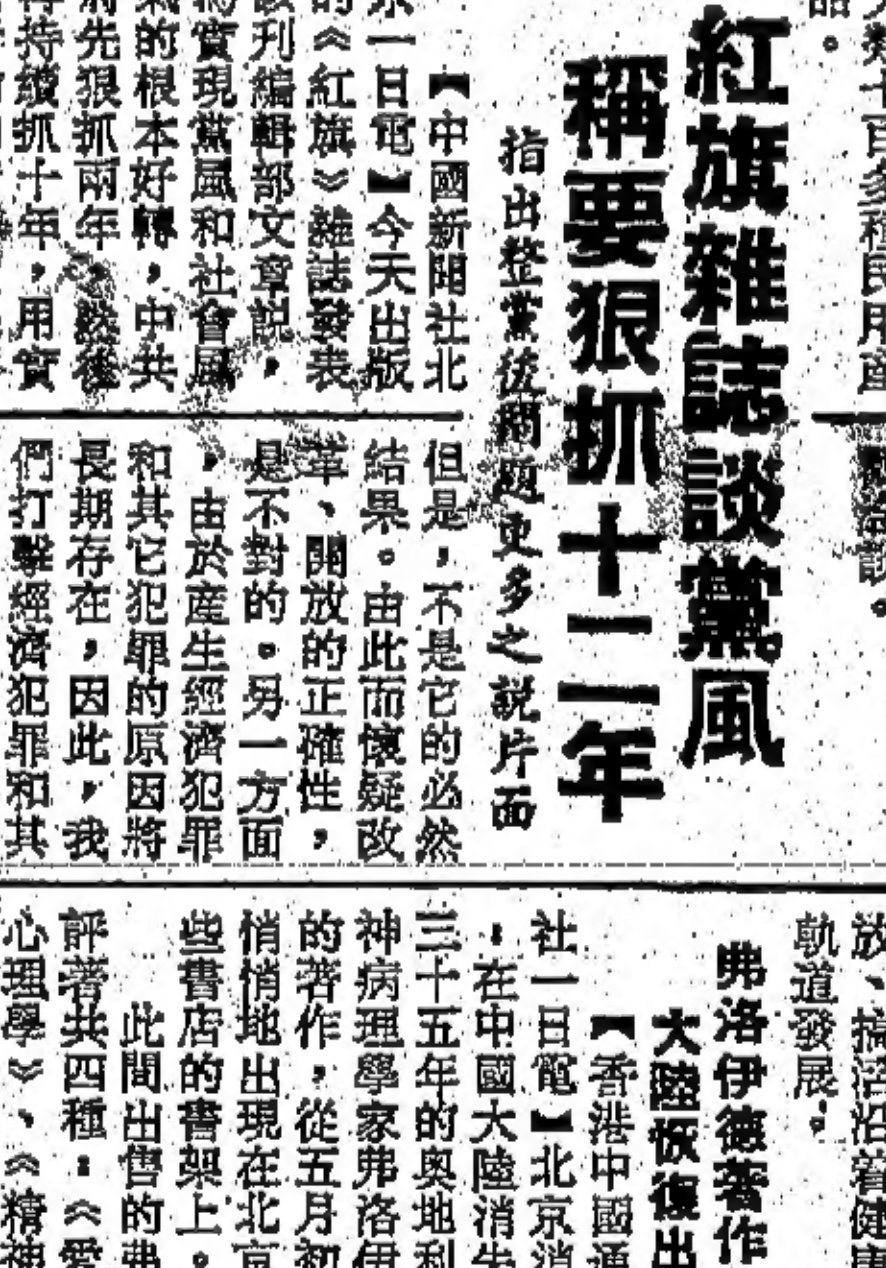 品。
紅旗雜誌談黨風
稱要狠抓十二年
指出整黨後問題更多之說片面
【中國新聞社北
京一日電】今天出版
的《紅旗》雜誌發表
該刊編輯部文章說，
實現黨風和社會風
氣的根本好轉，中共
先狠抓兩年，然後
持續抓十年，用實
但是，不是它的必然
結果。由此而懷疑改
革、開放的正確性，
是不對的。另一方面
，由於產生經濟犯罪
和其它犯罪的原因將
長期存在，因此，我
們打擊經濟犯罪和其
放、搞活沿着健康
軌道發展。
弗洛伊德著作
大陸恢復出
【香港中國通
社一日電】北京消
：在中國大陸消失
三十五年的奧地利
神病理學家弗洛伊
的著作，從五月初
悄悄地出現在北京
些書店的書架上。
此間出售的弗
評著共四種：《愛
心理學》、《精神